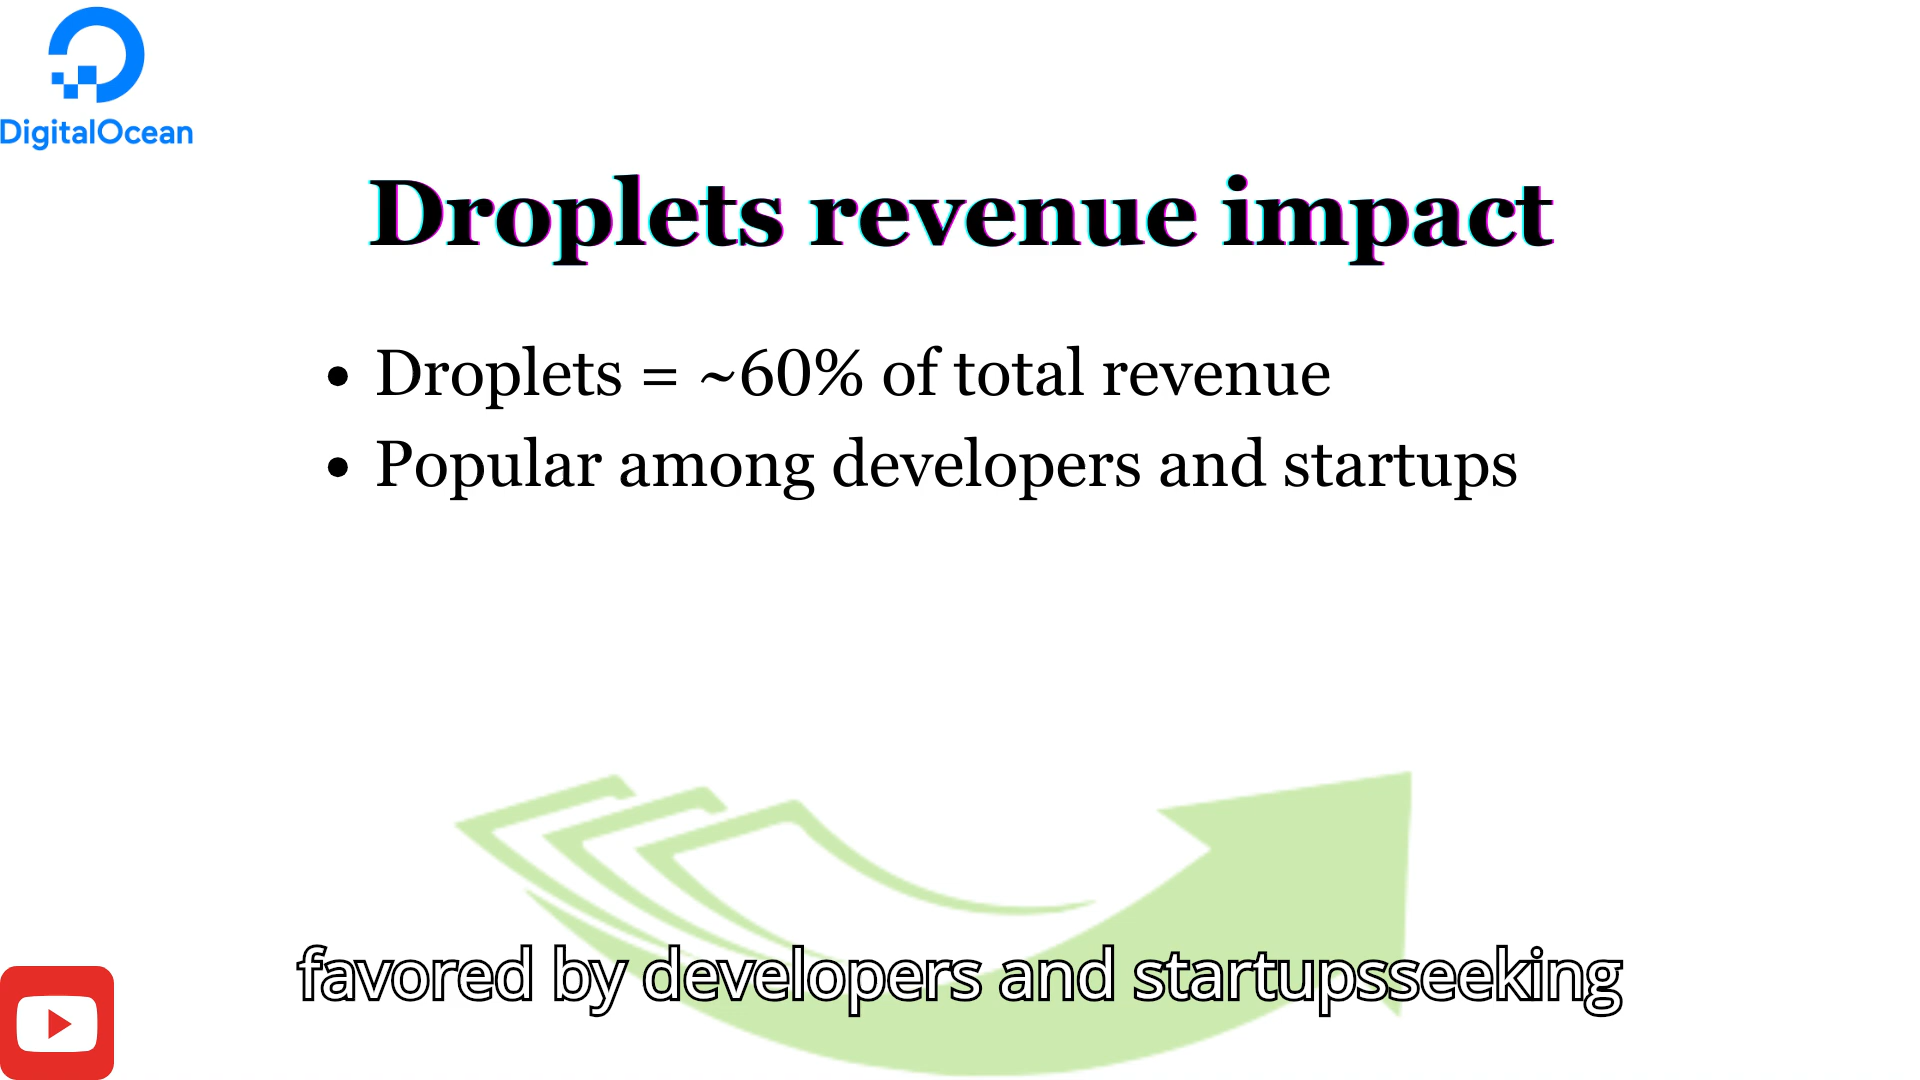 DigitalOcean
Droplets revenue impact
• Droplets = ~60% of total revenue
• Popular among developers and startups
favored by developers and startupsseeking